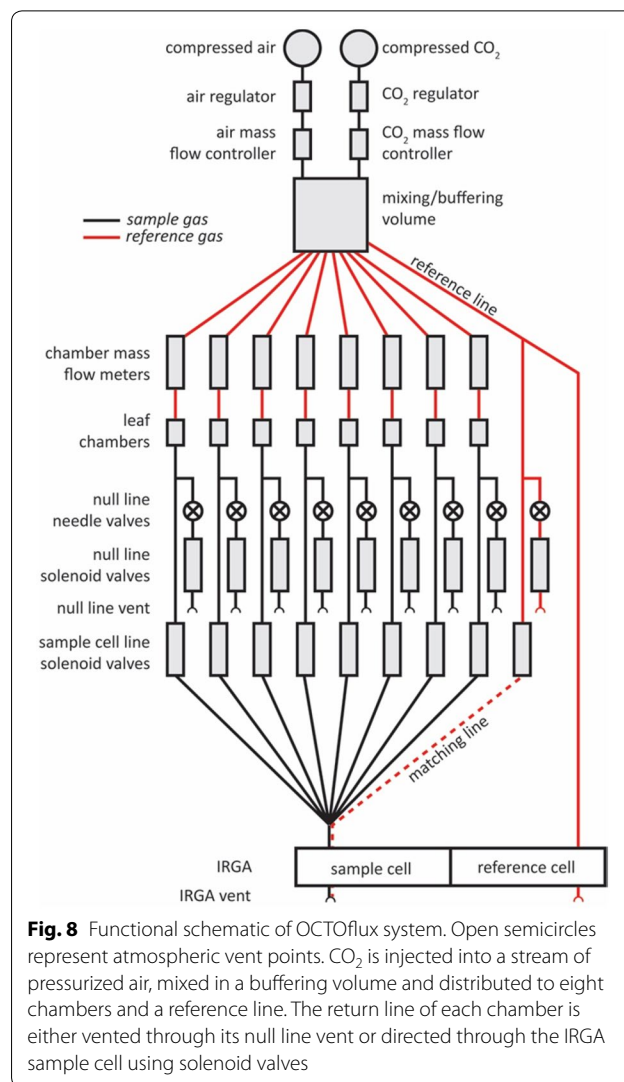 compressed air
compressed CO₂
air regulator
CO₂ regulator
air mass
flow controller
CO₂ mass flow
controller
mixing/buffering
volume
sample gas
reference gas
reference line
chamber mass
flow meters
leaf
chambers
null line
needle valves
null line
solenoid valves
null line vent
sample cell line
solenoid valves
matching line
IRGA
sample cell
reference cell
IRGA vent
Fig. 8 Functional schematic of OCTOflux system. Open semicircles
represent atmospheric vent points. CO₂ is injected into a stream of
pressurized air, mixed in a buffering volume and distributed to eight
chambers and a reference line. The return line of each chamber is
either vented through its null line vent or directed through the IRGA
sample cell using solenoid valves